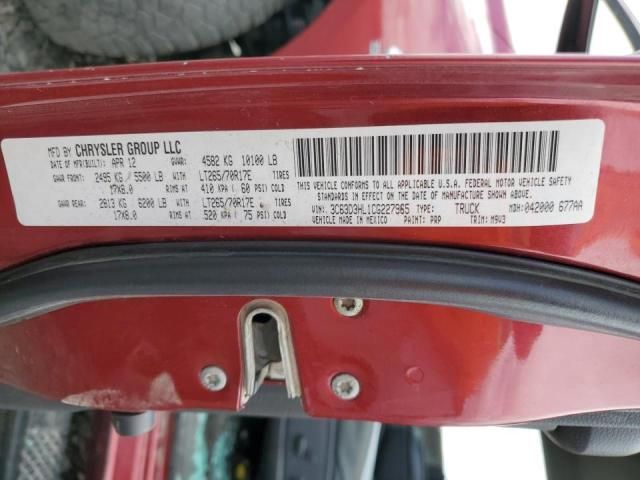 MFD BY CHRYSLER GROUP LLC
DATE OF MFR(BUILT): APR 12 GVWR: 4582 KG 10100 LB
GAWR FRONT: 2495 KG / 5500 LB WITH LT265/70R17E TIRES
17X8.0 RIMS AT 410 KPA ( 60 PSI) COLD
GAWR REAR: 2813 KG 6200 LB WITH LT265/70R17E TIRES
17X8.0 RIMS AT 520 KPA ( 75 PSI) COLD
THIS VEHICLE CONFORMS TO ALL APPLICABLE U.S.A. FEDERAL MOTOR VEHICLE SAFETY
STANDARDS IN EFFECT ON THE DATE OF MANUFACTURE SHOWN ABOVE.
VIN: 3C63D3HL1CG227965 TYPE: TRUCK MDH: 042000 677AA
VEHICLE MADE IN MEXICO PAINT: PRP TRIM: M9V3